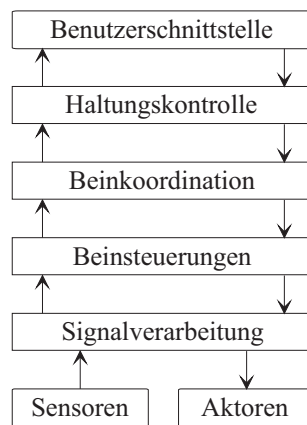 Benutzerschnittstelle
Haltungskontrolle
Beinkoordination
Beinsteuerungen
Signalverarbeitung
Sensoren Aktoren